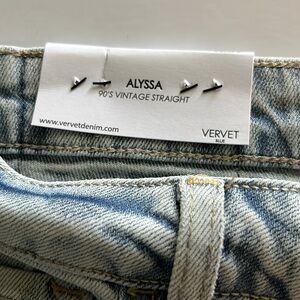 ALYSSA
90'S VINTAGE STRAIGHT
www.vervetdenim.com
VERVET
BLUE